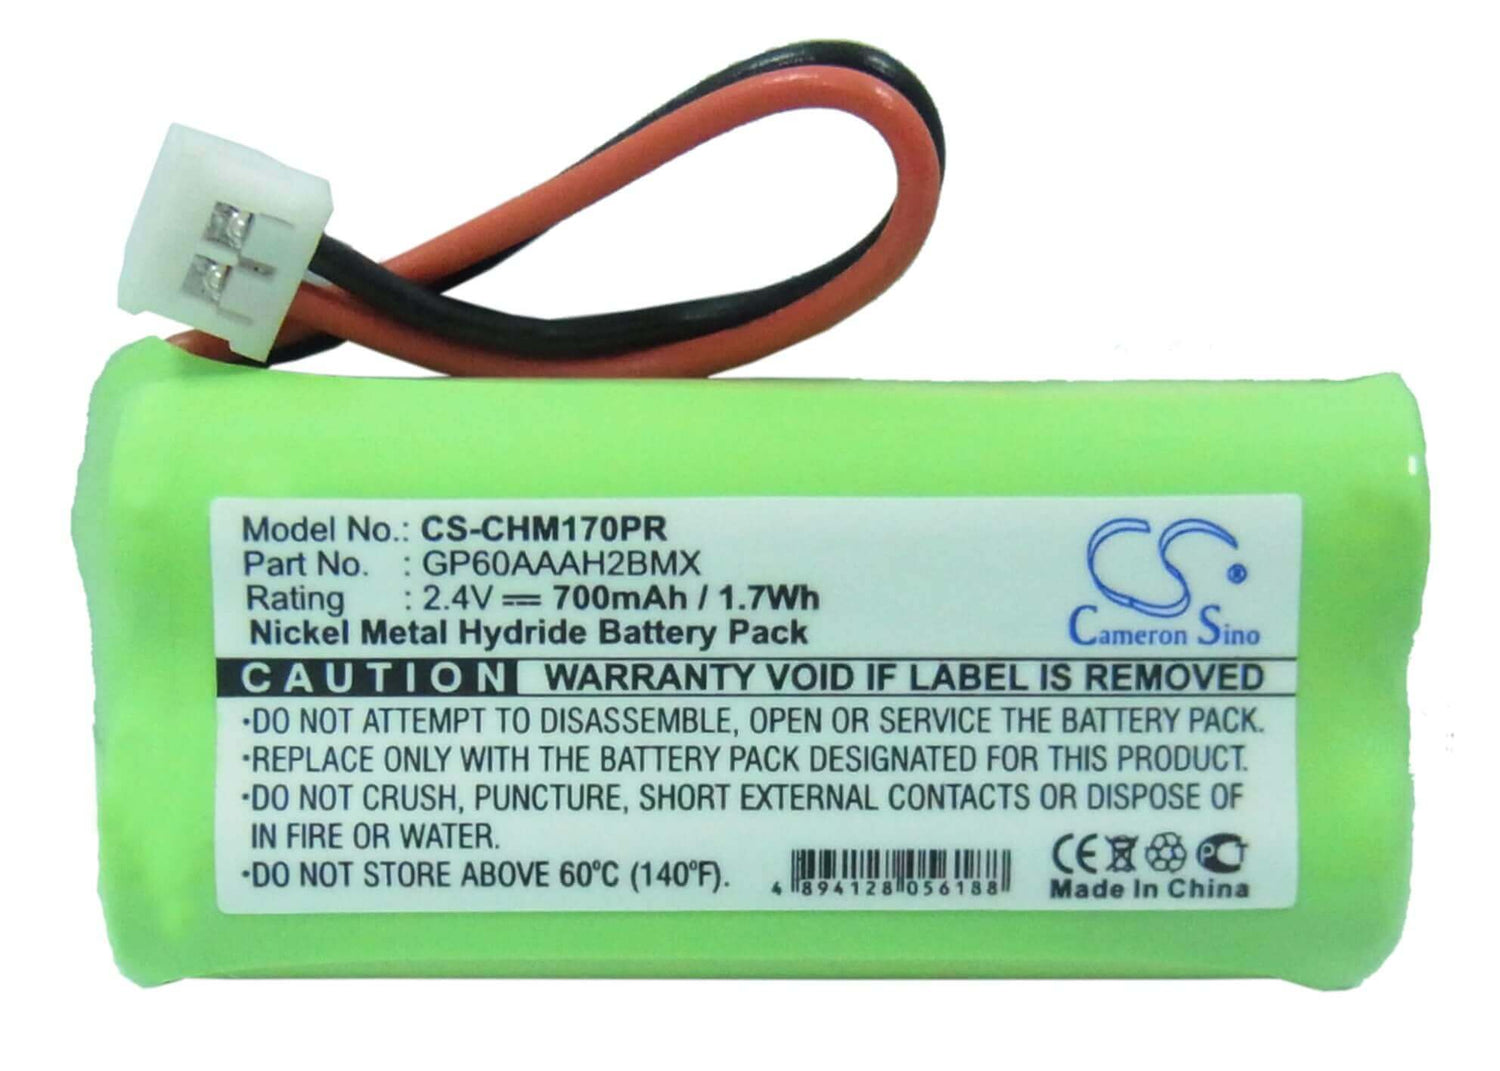 Model No.: CS-CHM170PR
Part No. : GP60AAAH2BMX
Rating : 2.4V 700mAh / 1.7Wh
Nickel Metal Hydride Battery Pack
CS ®
Cameron Sino
CAUTION WARRANTY VOID IF LABEL IS REMOVED
·DO NOT ATTEMPT TO DISASSEMBLE, OPEN OR SERVICE THE BATTERY PACK.
·REPLACE ONLY WITH THE BATTERY PACK DESIGNATED FOR THIS PRODUCT.
·DO NOT CRUSH, PUNCTURE, SHORT EXTERNAL CONTACTS OR DISPOSE OF
IN FIRE OR WATER.
·DO NOT STORE ABOVE 60ºC (140ºF).
4 894128 056188
CE PCT
Made In China